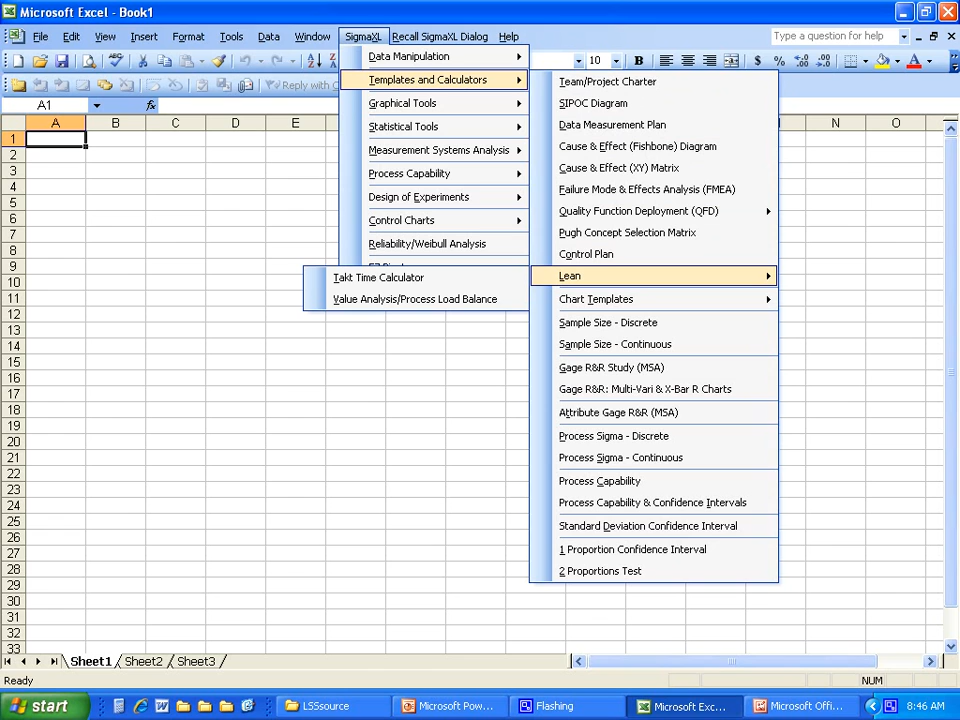 Microsoft Excel - Book1
File Edit View Insert Format Tools Data Window SigmaXL Recall SigmaXL Dialog Help
Type a question for help
10 B $ %
Reply with
A1 fx
A B C D E N O
1
2
3
4
5
6
7
8
9
10
11
12
13
14
15
16
17
18
19
20
21
22
23
24
25
26
27
28
29
30
31
32
33
Data Manipulation
Templates and Calculators
Graphical Tools
Statistical Tools
Measurement Systems Analysis
Process Capability
Design of Experiments
Control Charts
Reliability/Weibull Analysis
Takt Time Calculator
Value Analysis/Process Load Balance
Team/Project Charter
SIPOC Diagram
Data Measurement Plan
Cause & Effect (Fishbone) Diagram
Cause & Effect (XY) Matrix
Failure Mode & Effects Analysis (FMEA)
Quality Function Deployment (QFD)
Pugh Concept Selection Matrix
Control Plan
Lean
Chart Templates
Sample Size - Discrete
Sample Size - Continuous
Gage R&R Study (MSA)
Gage R&R: Multi-Vari & X-Bar R Charts
Attribute Gage R&R (MSA)
Process Sigma - Discrete
Process Sigma - Continuous
Process Capability
Process Capability & Confidence Intervals
Standard Deviation Confidence Interval
1 Proportion Confidence Interval
2 Proportions Test
Sheet1 Sheet2 Sheet3
Ready NUM
start LSSsource Microsoft Pow... Flashing Microsoft Exc... Microsoft Offi... 8:46 AM